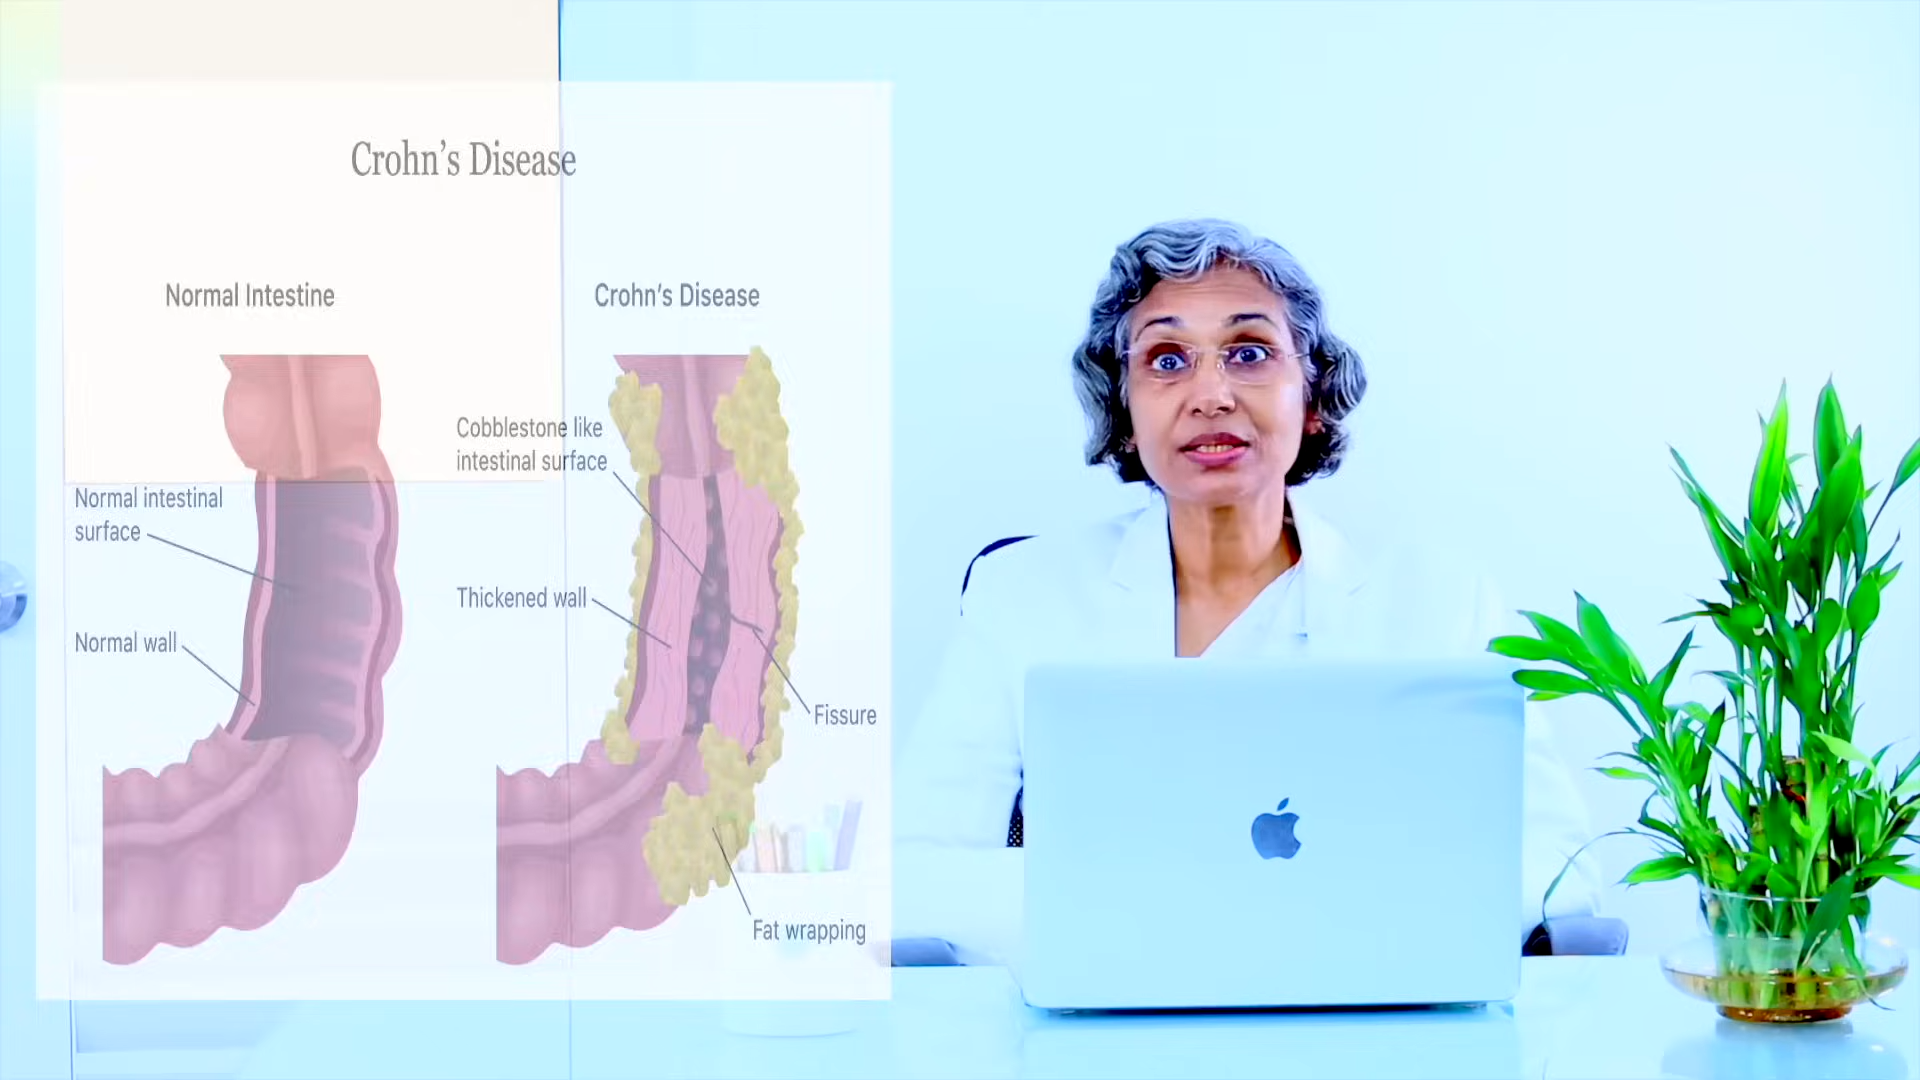 Crohn’s Disease
Normal Intestine
Crohn’s Disease
Normal intestinal
surface
Normal wall
Cobblestone like
intestinal surface
Thickened wall
Fissure
Fat wrapping